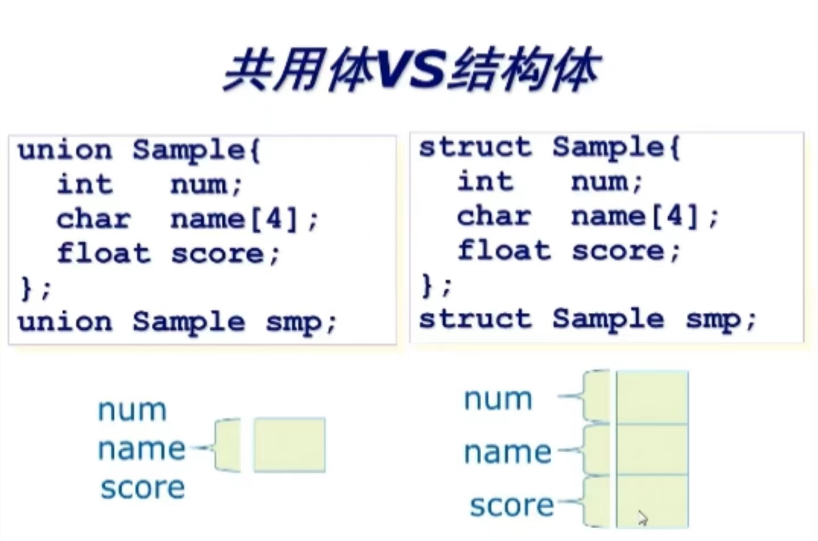 共用体VS结构体
union Sample{
int num;
char name[4];
float score;
};
union Sample smp;
struct Sample{
int num;
char name[4];
float score;
};
struct Sample smp;
num
name
score
num
name
score